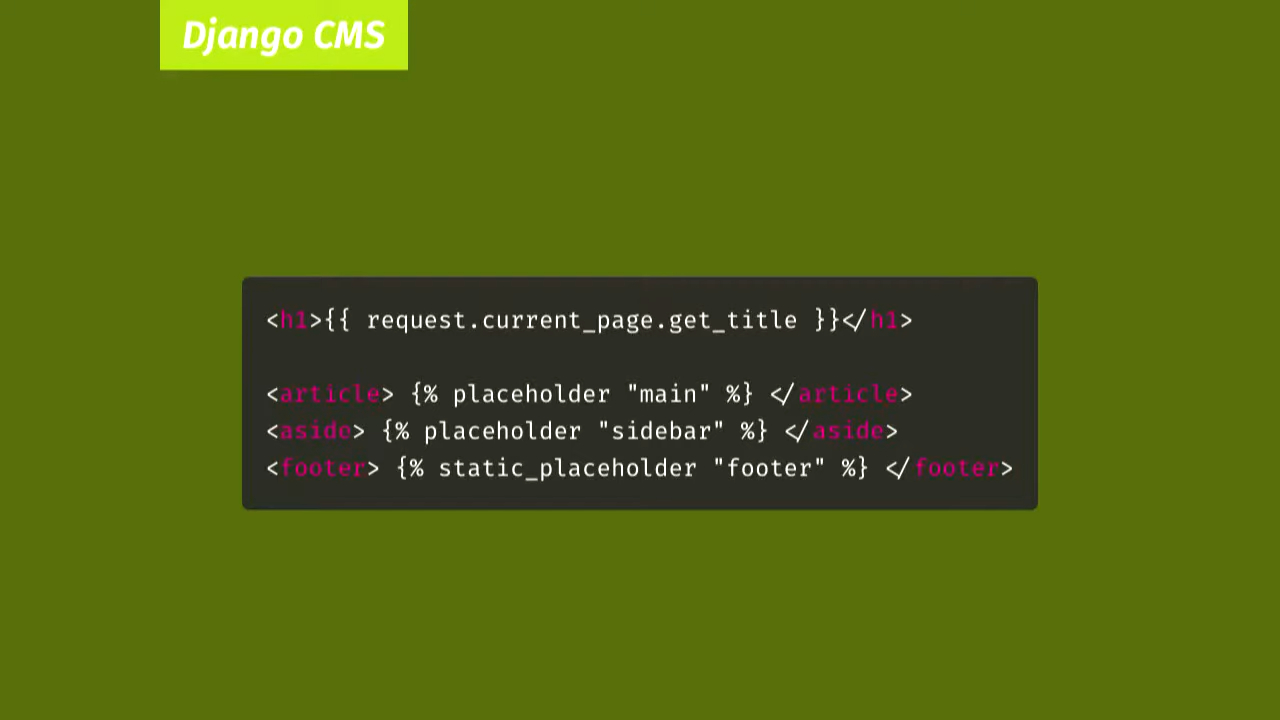 Django CMS
<h1>{{ request.current_page.get_title }}</h1>
<article> {% placeholder "main" %} </article>
<aside> {% placeholder "sidebar" %} </aside>
<footer> {% static_placeholder "footer" %} </footer>